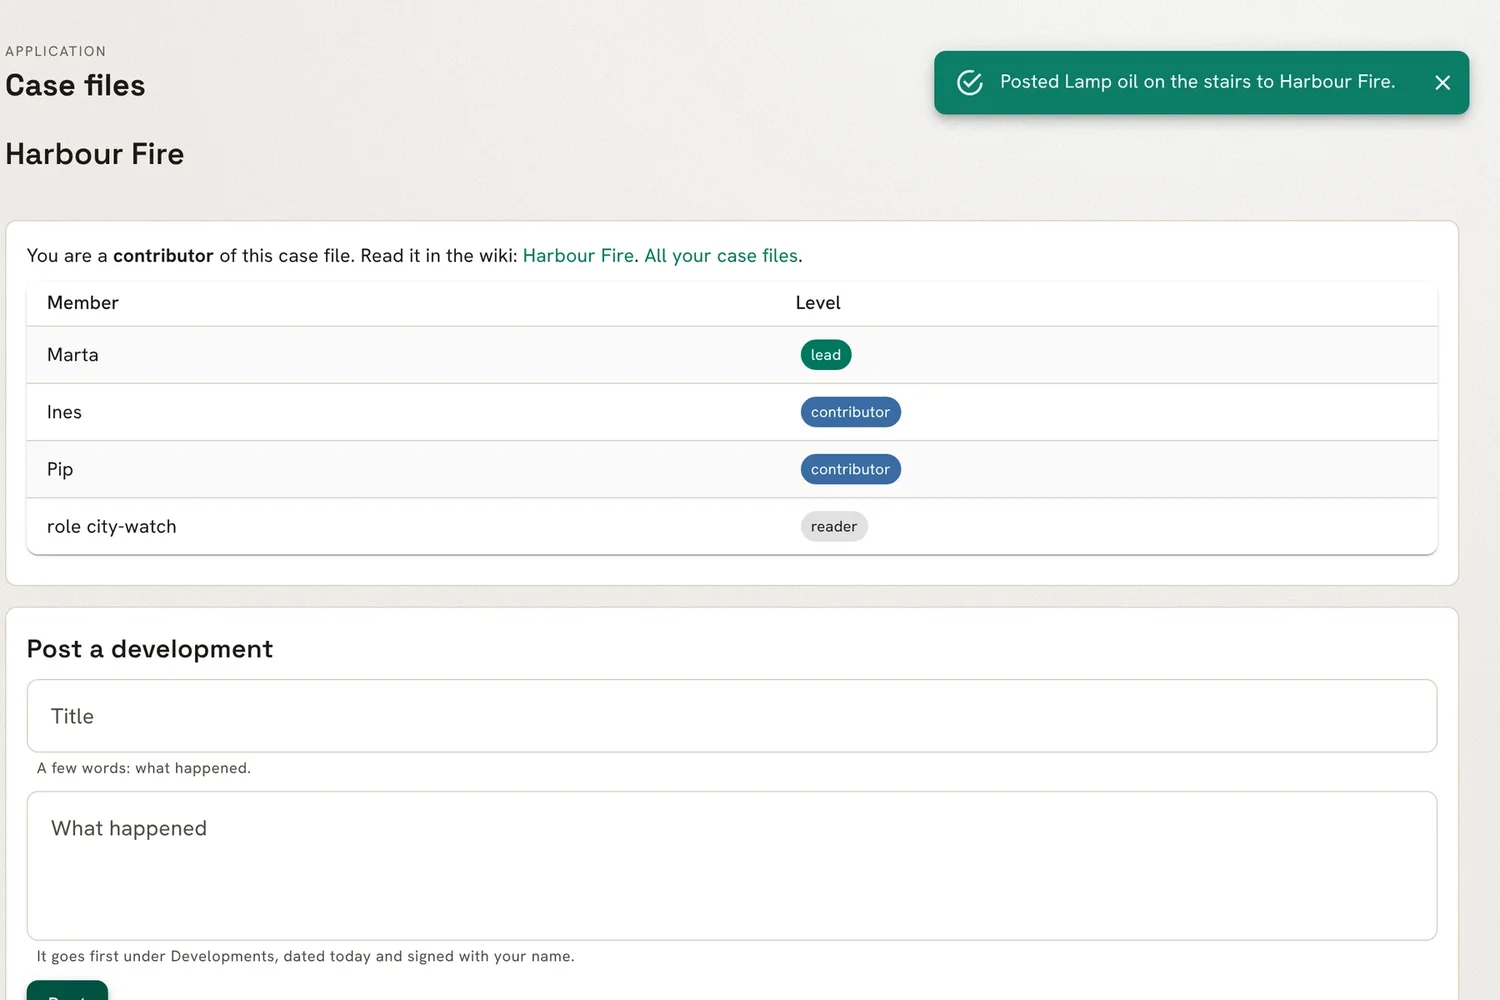 APPLICATION
Case files
Posted Lamp oil on the stairs to Harbour Fire.
Harbour Fire
You are a contributor of this case file. Read it in the wiki: Harbour Fire. All your case files.
Member Level
Marta lead
Ines contributor
Pip contributor
role city-watch reader
Post a development
Title
A few words: what happened.
What happened
It goes first under Developments, dated today and signed with your name.